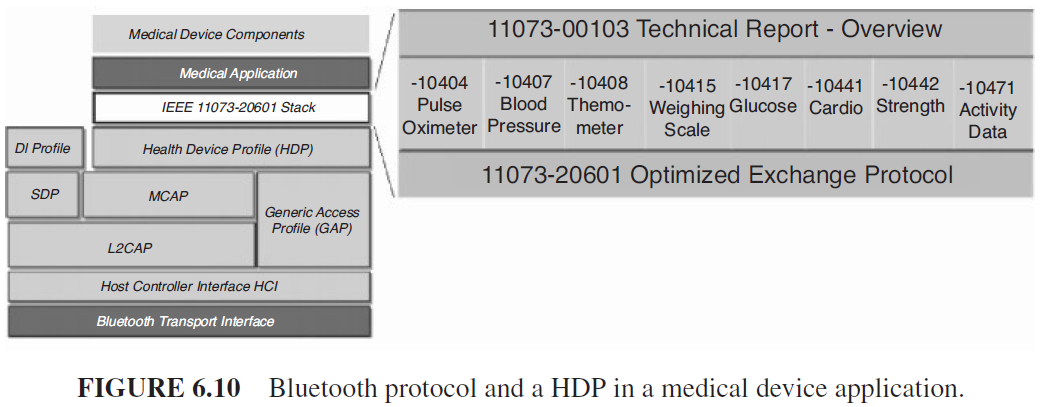 Medical Device Components
Medical Application
IEEE 11073-20601 Stack
DI Profile
Health Device Profile (HDP)
SDP
MCAP
Generic Access
Profile (GAP)
L2CAP
Host Controller Interface HCI
Bluetooth Transport Interface
11073-00103 Technical Report - Overview
-10404
Pulse
Oximeter
-10407
Blood
Pressure
-10408
Themo-
meter
-10415
Weighing
Scale
-10417
Glucose
-10441
Cardio
-10442
Strength
-10471
Activity
Data
11073-20601 Optimized Exchange Protocol
FIGURE 6.10 Bluetooth protocol and a HDP in a medical device application.